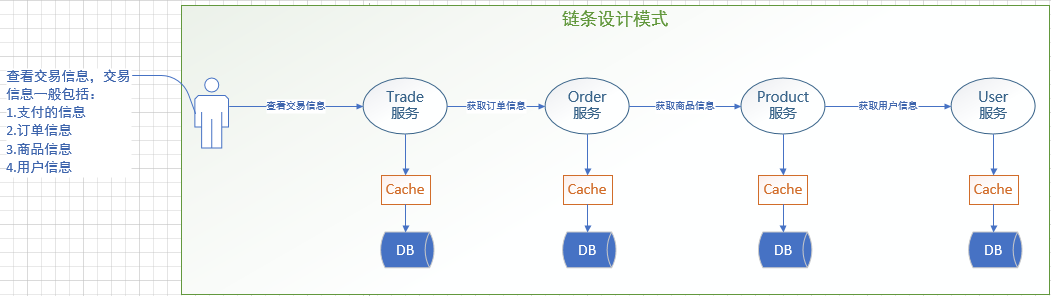 链条设计模式
查看交易信息，交易
信息一般包括：
1.支付的信息
2.订单信息
3.商品信息
4.用户信息
查看交易信息
Trade
服务
获取订单信息
Order
服务
获取商品信息
Product
服务
获取用户信息
User
服务
Cache
Cache
Cache
Cache
DB
DB
DB
DB